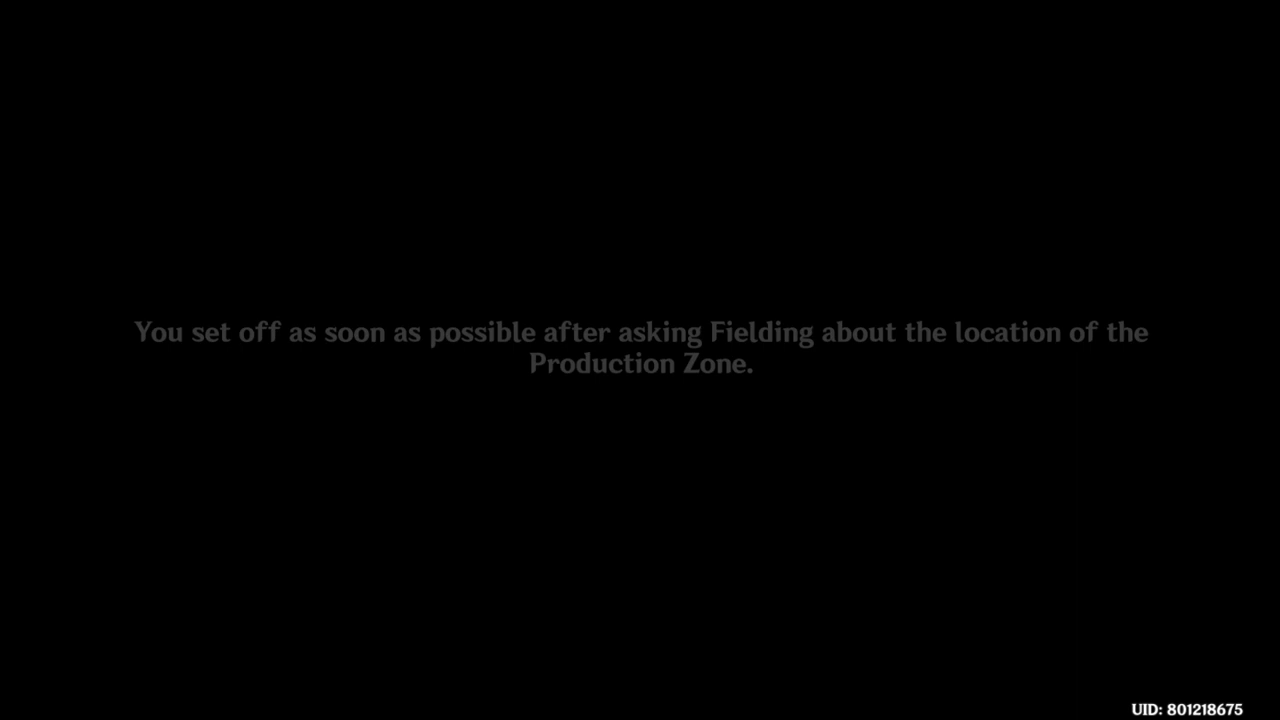 You set off as soon as possible after asking Fielding about the location of the
Production Zone.
UID: 801218675